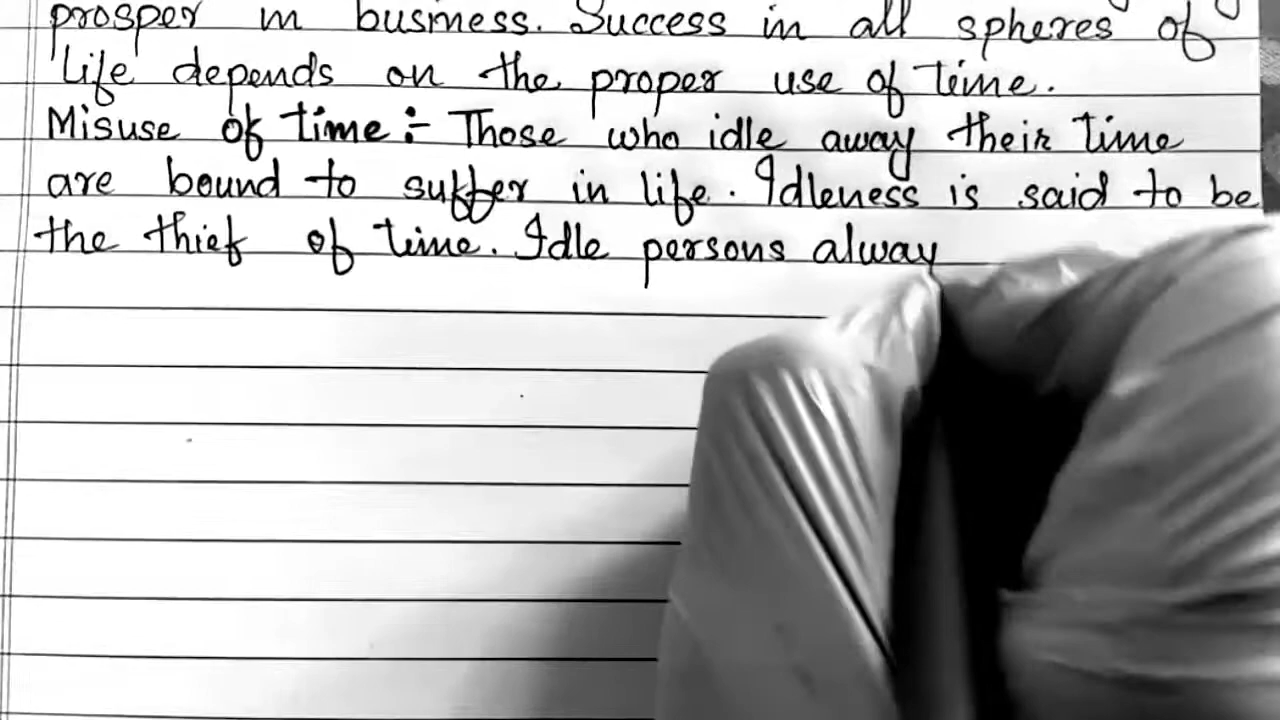 prosper in business. Success in all spheres of
life depends on the proper use of time.
Misuse of time :- Those who idle away their time
are bound to suffer in life. Idleness is said to be
the thief of time. Idle persons alway